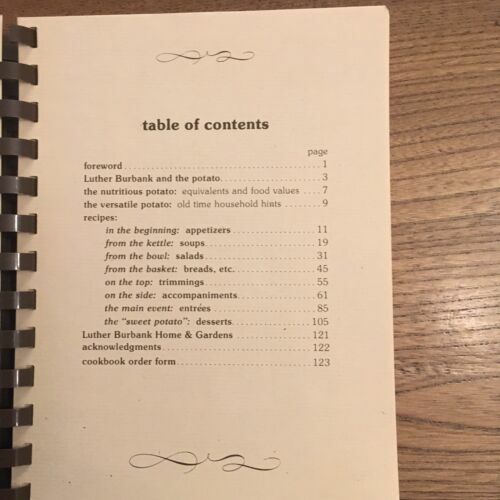 table of contents
page
foreword . . . . . . . . . . . . . . . . . . . . 1
Luther Burbank and the potato . . . . . . . . . . 3
the nutritious potato: equivalents and food values . . . . 7
the versatile potato: old time household hints . . . . . . . 9
recipes:
in the beginning: appetizers . . . . . . . . . . 11
from the kettle: soups . . . . . . . . . . 19
from the bowl: salads . . . . . . . . . . 31
from the basket: breads, etc. . . . . . . . . . . 45
on the top: trimmings . . . . . . . . . . 55
on the side: accompaniments . . . . . . . . . . 61
the main event: entrées . . . . . . . . . . 85
the "sweet potato": desserts . . . . . . . . . . 105
Luther Burbank Home & Gardens . . . . . . . . . . 121
acknowledgments . . . . . . . . . . 122
cookbook order form . . . . . . . . . . 123